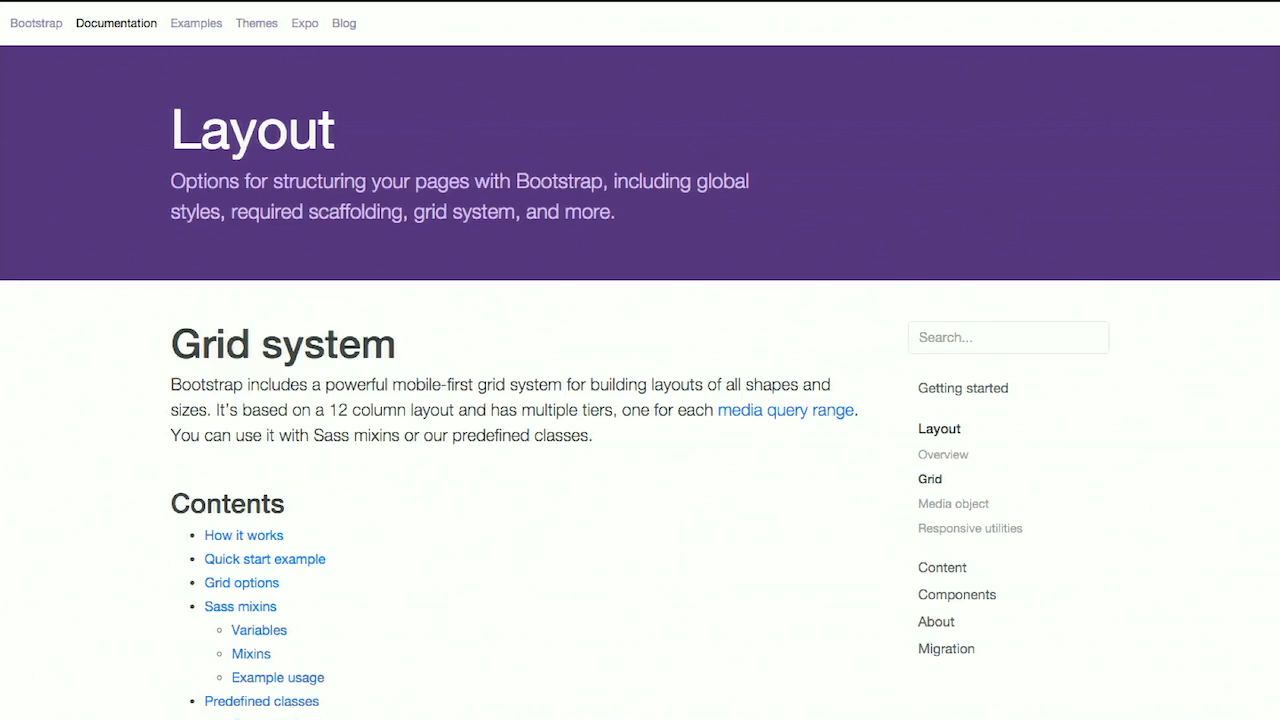 Bootstrap Documentation Examples Themes Expo Blog
Layout
Options for structuring your pages with Bootstrap, including global
styles, required scaffolding, grid system, and more.
Grid system
Bootstrap includes a powerful mobile-first grid system for building layouts of all shapes and
sizes. It's based on a 12 column layout and has multiple tiers, one for each media query range.
You can use it with Sass mixins or our predefined classes.
Contents
• How it works
• Quick start example
• Grid options
• Sass mixins
◦ Variables
◦ Mixins
◦ Example usage
• Predefined classes
Search...
Getting started
Layout
Overview
Grid
Media object
Responsive utilities
Content
Components
About
Migration